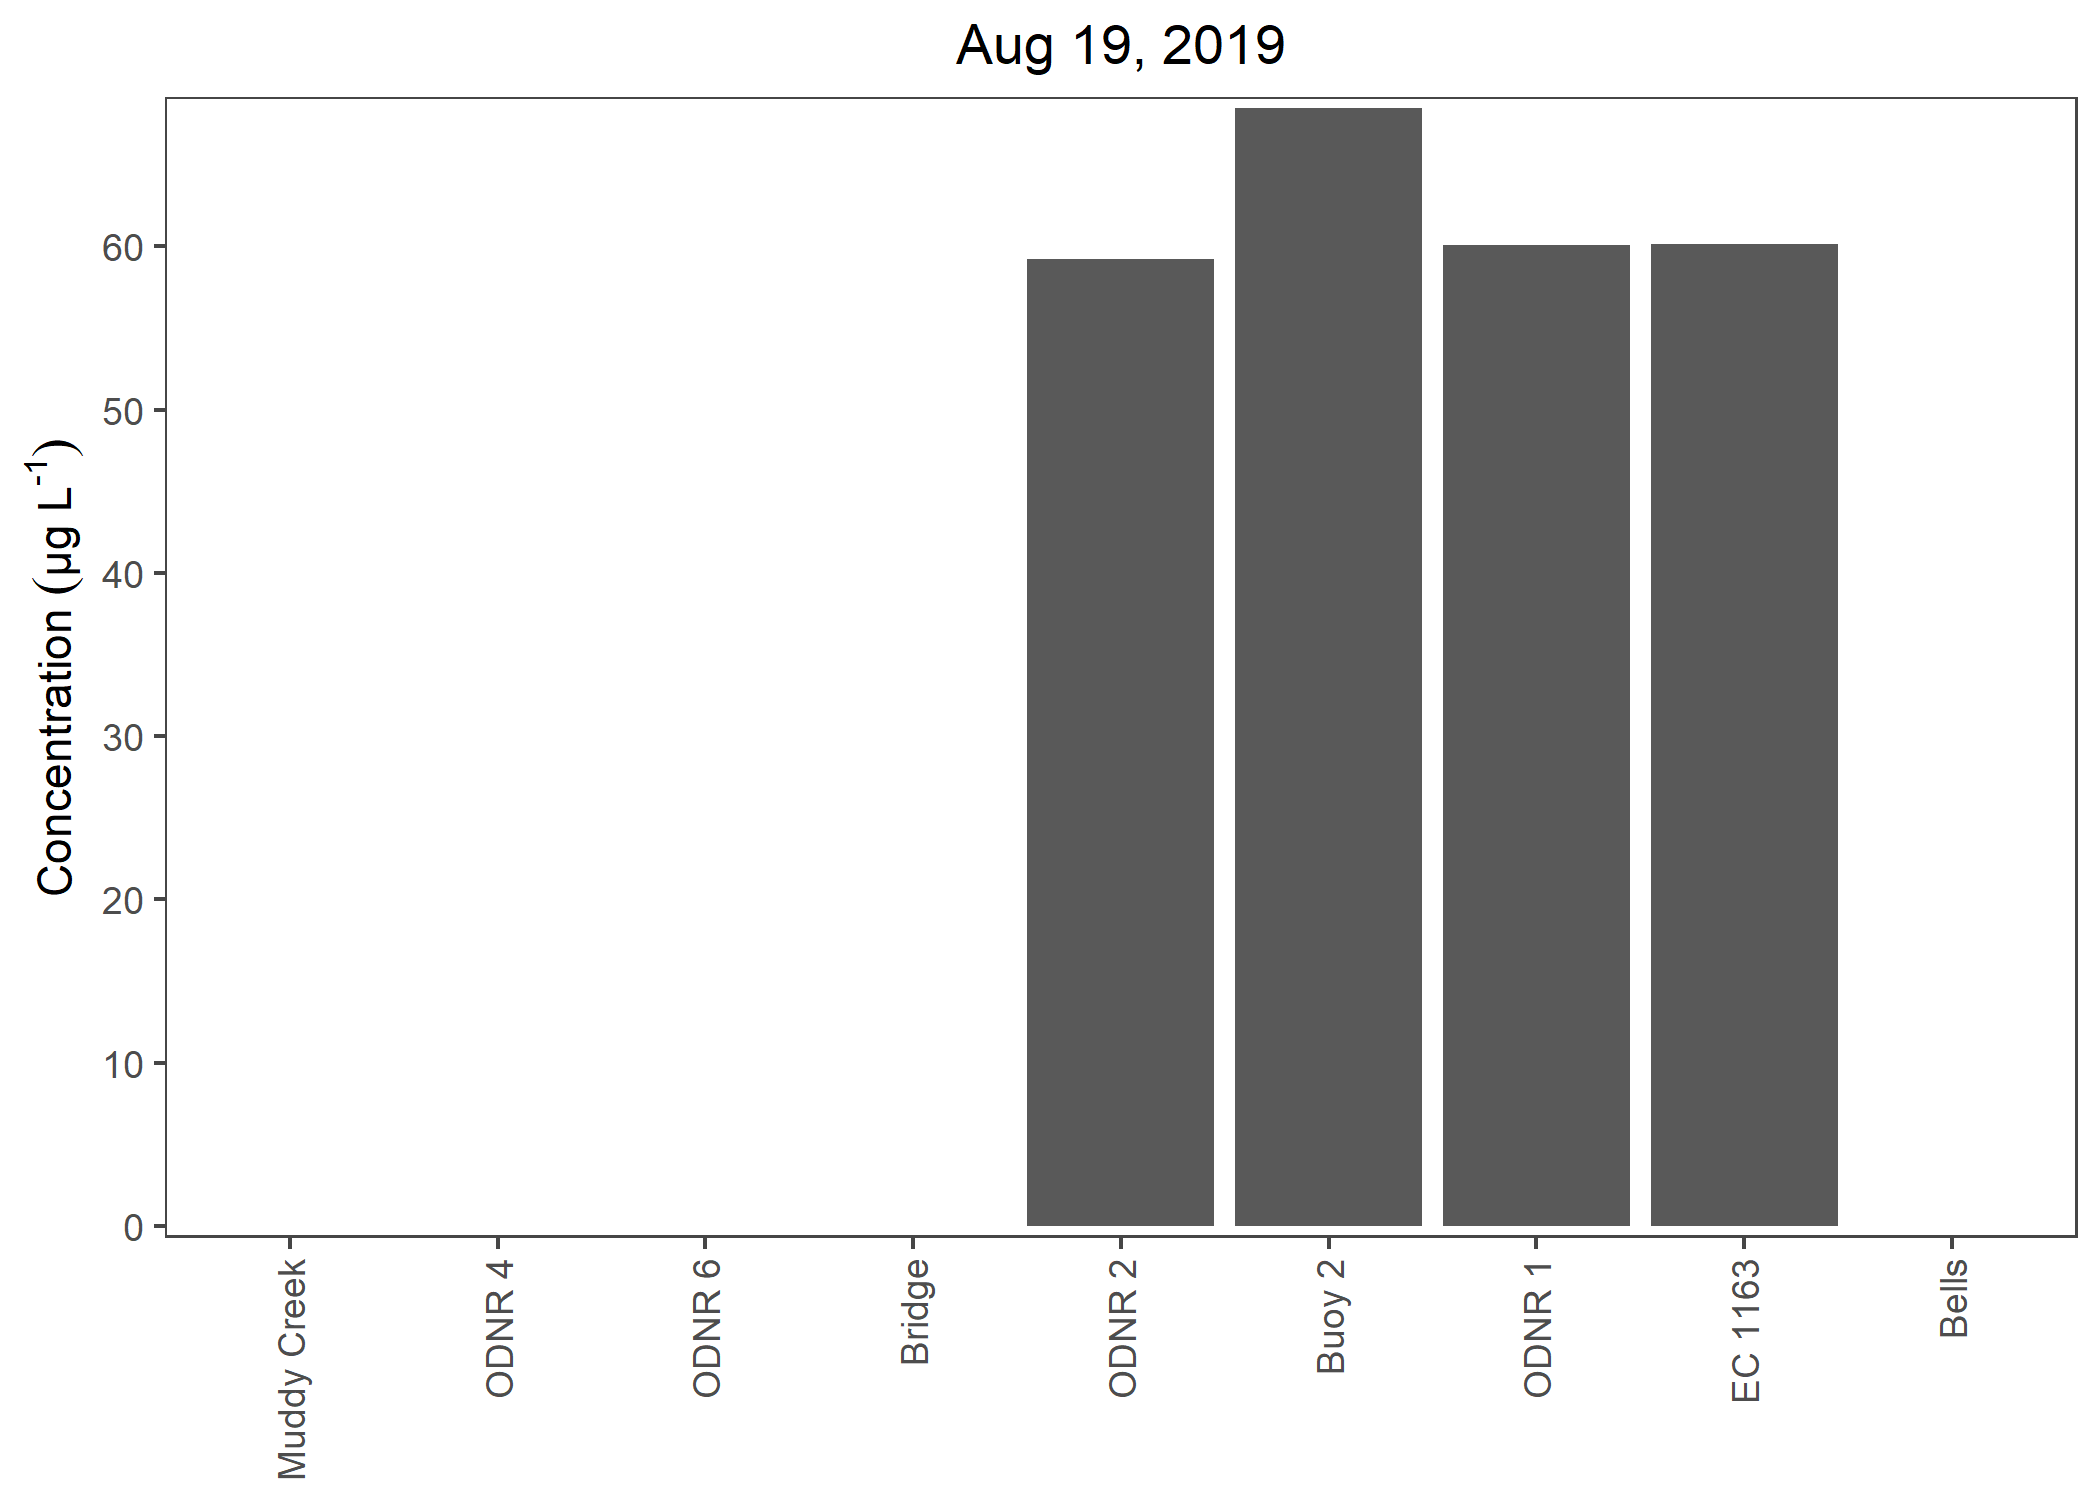 Aug 19, 2019
Concentration (µg L⁻¹)
60
50
40
30
20
10
0
Muddy Creek
ODNR 4
ODNR 6
Bridge
ODNR 2
Buoy 2
ODNR 1
EC 1163
Bells